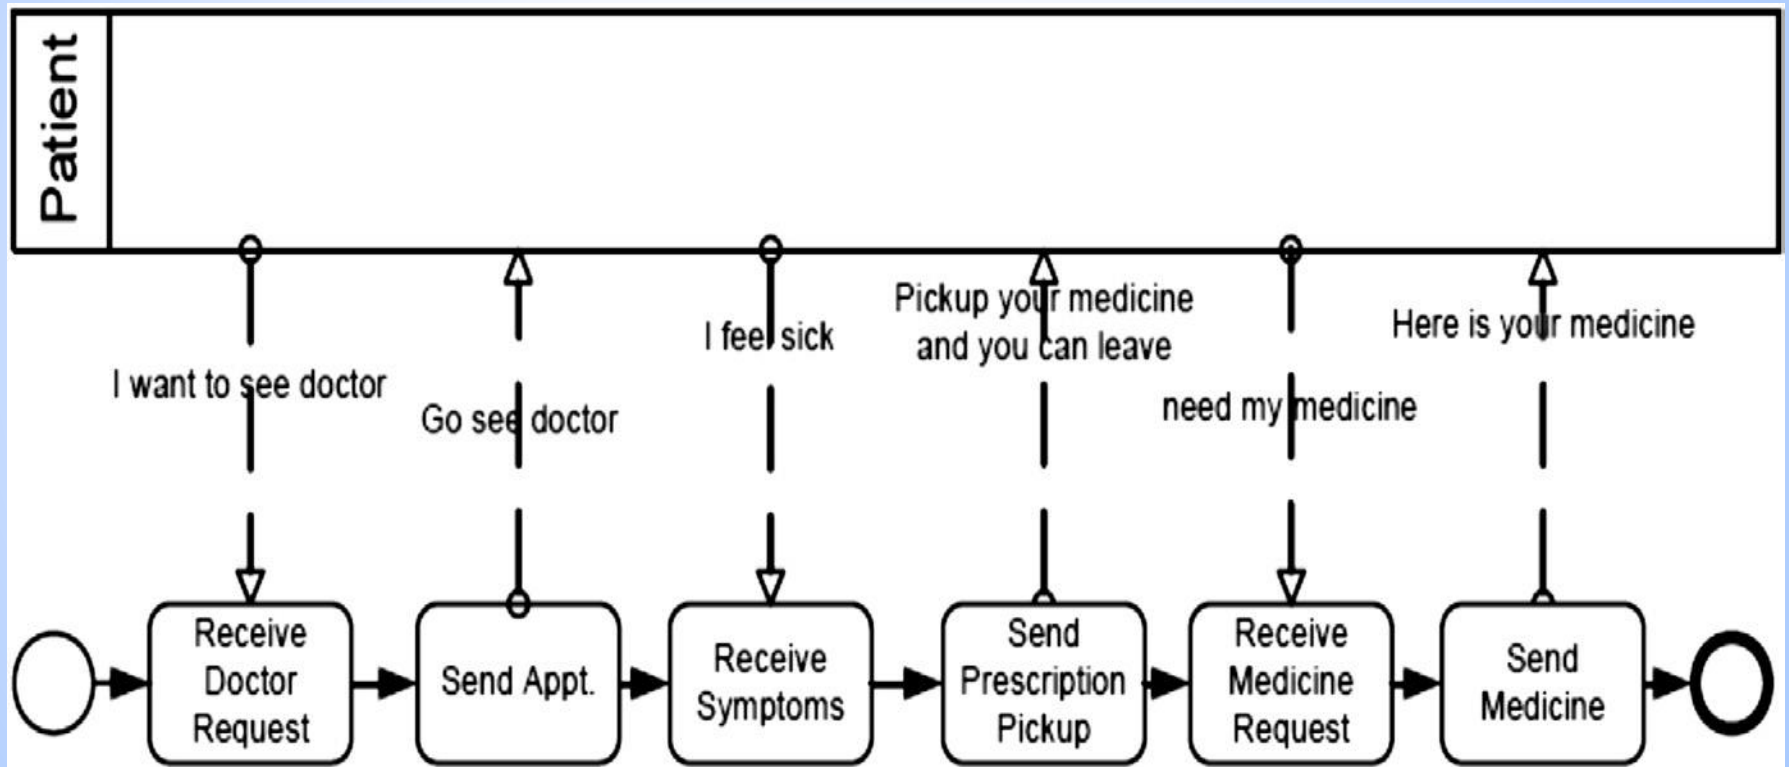 Patient
I want to see doctor
Go see doctor
I feel sick
Pickup your medicine
and you can leave
need my medicine
Here is your medicine
Receive
Doctor
Request
Send Appt.
Receive
Symptoms
Send
Prescription
Pickup
Receive
Medicine
Request
Send
Medicine